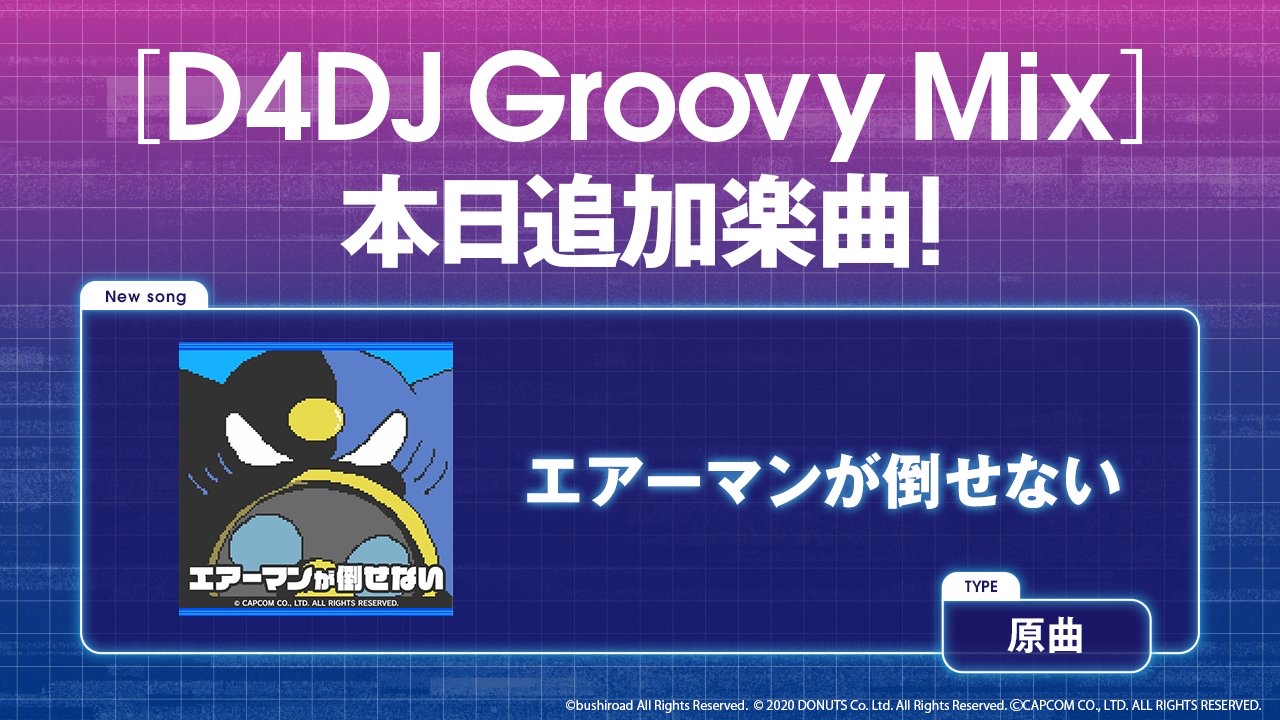 [D4DJ Groovy Mix]
本日追加楽曲！
New song
エアーマンが倒せない
© CAPCOM CO., LTD. ALL RIGHTS RESERVED.
エアーマンが倒せない
TYPE
原曲
©bushiroad All Rights Reserved. © 2020 DONUTS Co. Ltd. All Rights Reserved. ©CAPCOM CO., LTD. ALL RIGHTS RESERVED.